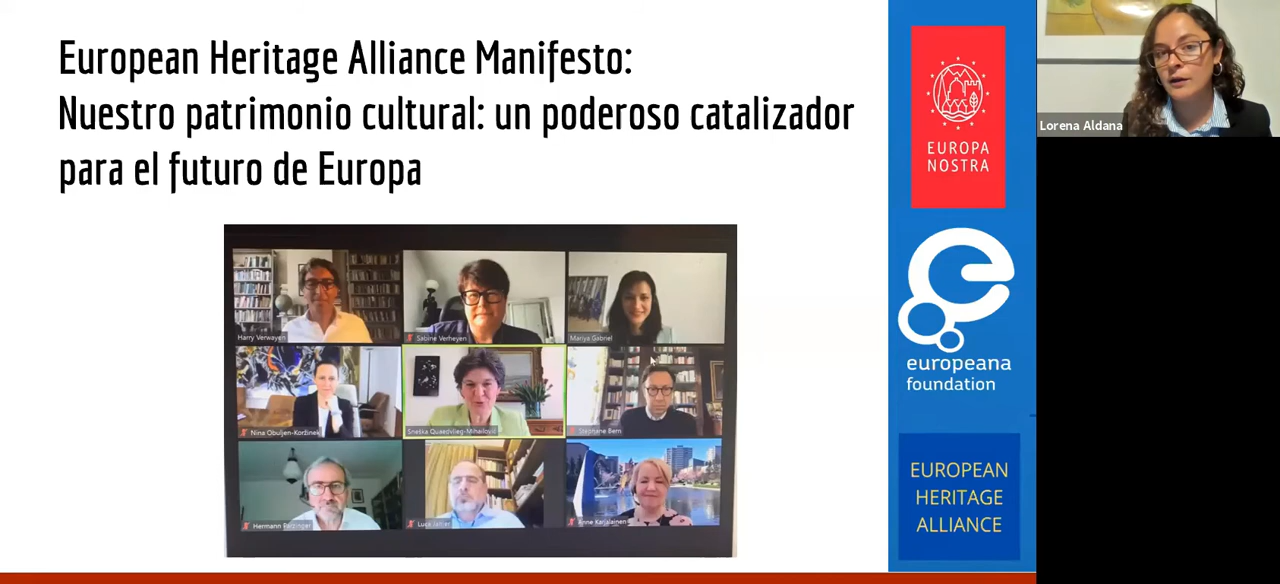 European Heritage Alliance Manifesto:
Nuestro patrimonio cultural: un poderoso catalizador
para el futuro de Europa
Harry Verwayen
Sabine Verheyen
Mariya Gabriel
Nina Obuljen-Koržinek
Sneška Quaedvlieg-Mihailović
Stéphane Bern
Hermann Parzinger
Luca Jahier
Anne Karjalainen
EUROPA
NOSTRA
europeana
foundation
EUROPEAN
HERITAGE
ALLIANCE
Lorena Aldana